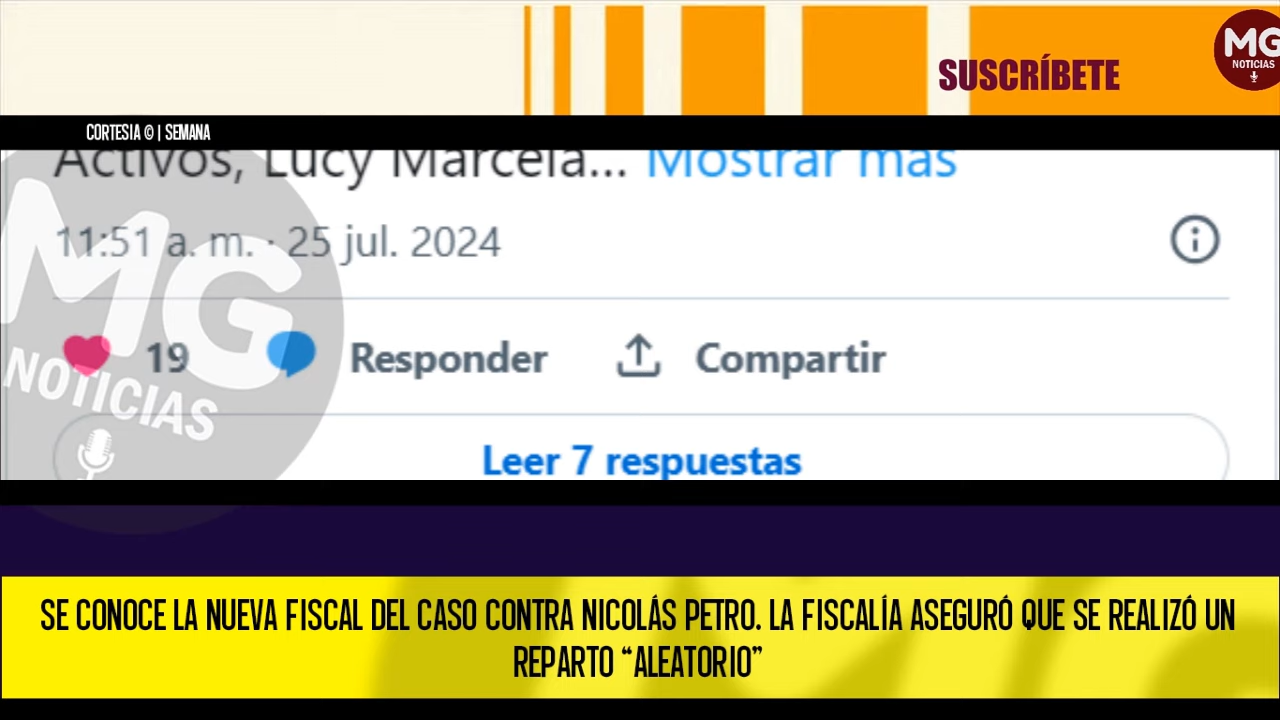 MG
NOTICIAS
SUSCRÍBETE
CORTESIA © | SEMANA
Activos, Lucy Marcela... Mostrar más
11:51 a. m. · 25 jul. 2024
19 Responder Compartir
MG
NOTICIAS
Leer 7 respuestas
SE CONOCE LA NUEVA FISCAL DEL CASO CONTRA NICOLÁS PETRO. LA FISCALÍA ASEGURÓ QUE SE REALIZÓ UN
REPARTO “ALEATORIO”